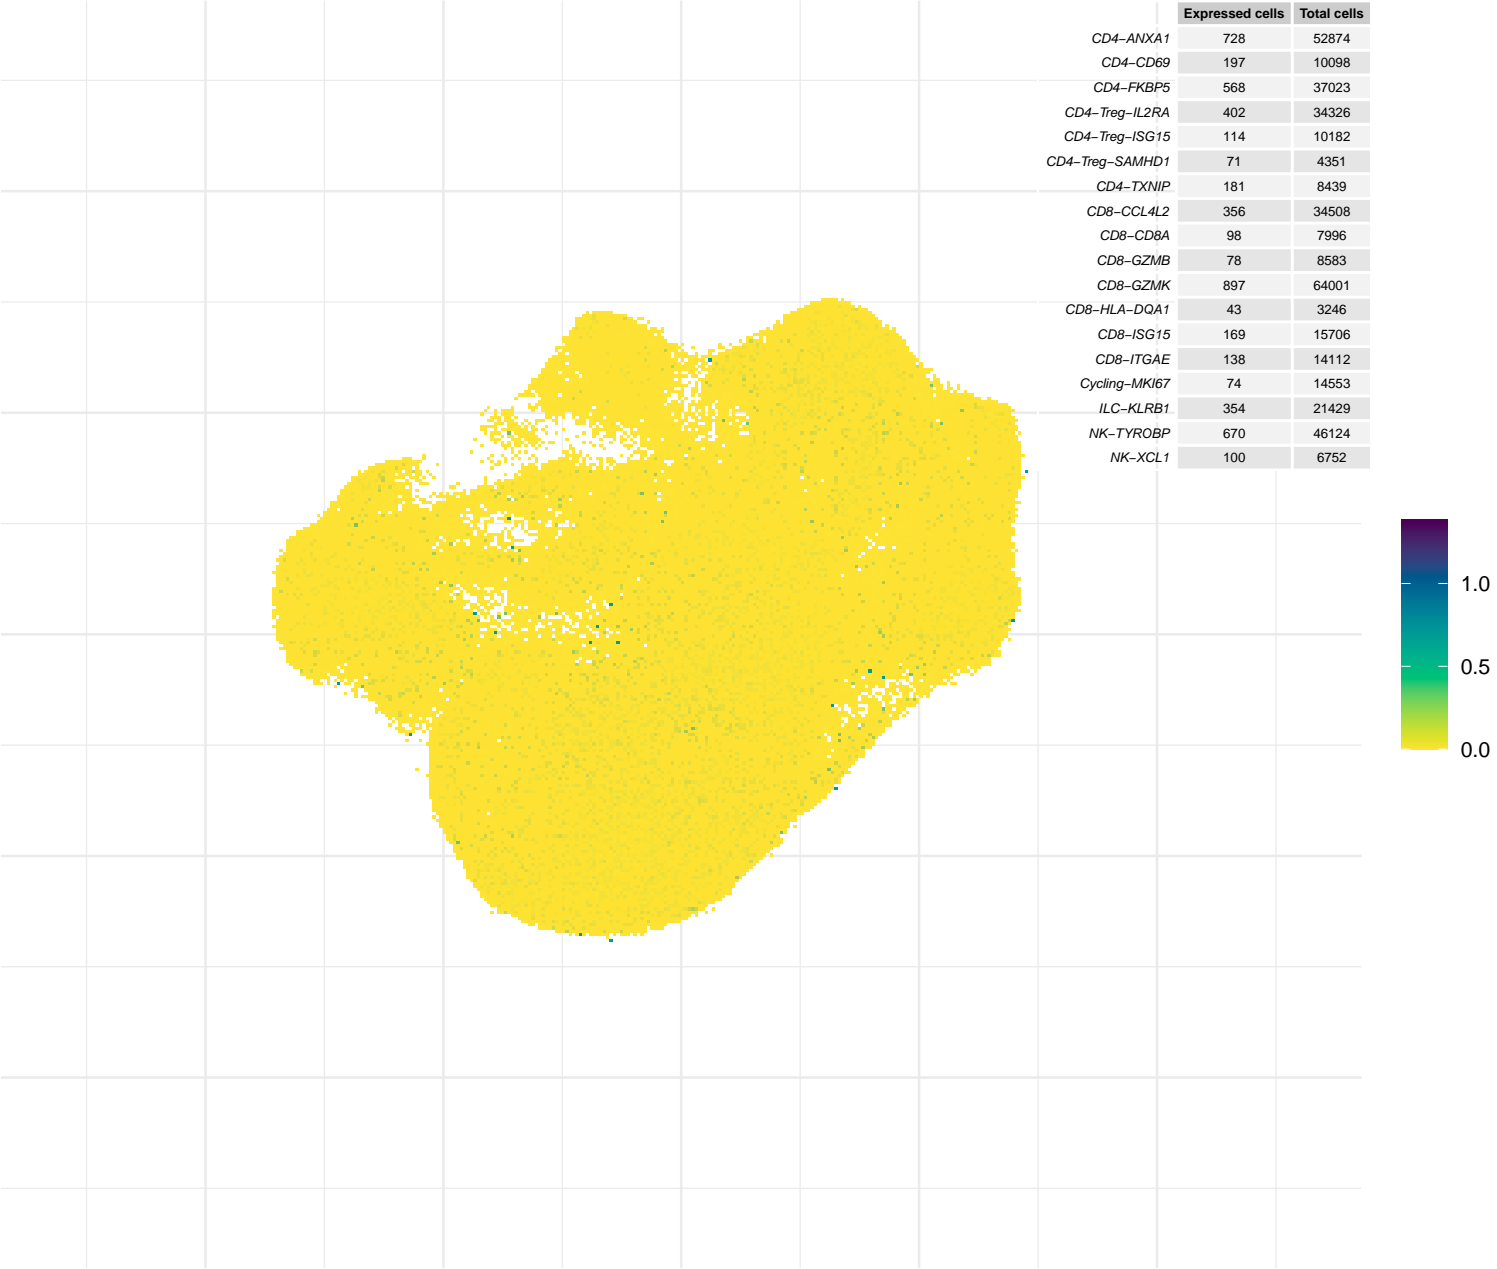 Expressed cells Total cells
CD4−ANXA1 728 52874
CD4−CD69 197 10098
CD4−FKBP5 568 37023
CD4−Treg−IL2RA 402 34326
CD4−Treg−ISG15 114 10182
CD4−Treg−SAMHD1 71 4351
CD4−TXNIP 181 8439
CD8−CCL4L2 356 34508
CD8−CD8A 98 7996
CD8−GZMB 78 8583
CD8−GZMK 897 64001
CD8−HLA−DQA1 43 3246
CD8−ISG15 169 15706
CD8−ITGAE 138 14112
Cycling−MKI67 74 14553
ILC−KLRB1 354 21429
NK−TYROBP 670 46124
NK−XCL1 100 6752
1.0
0.5
0.0